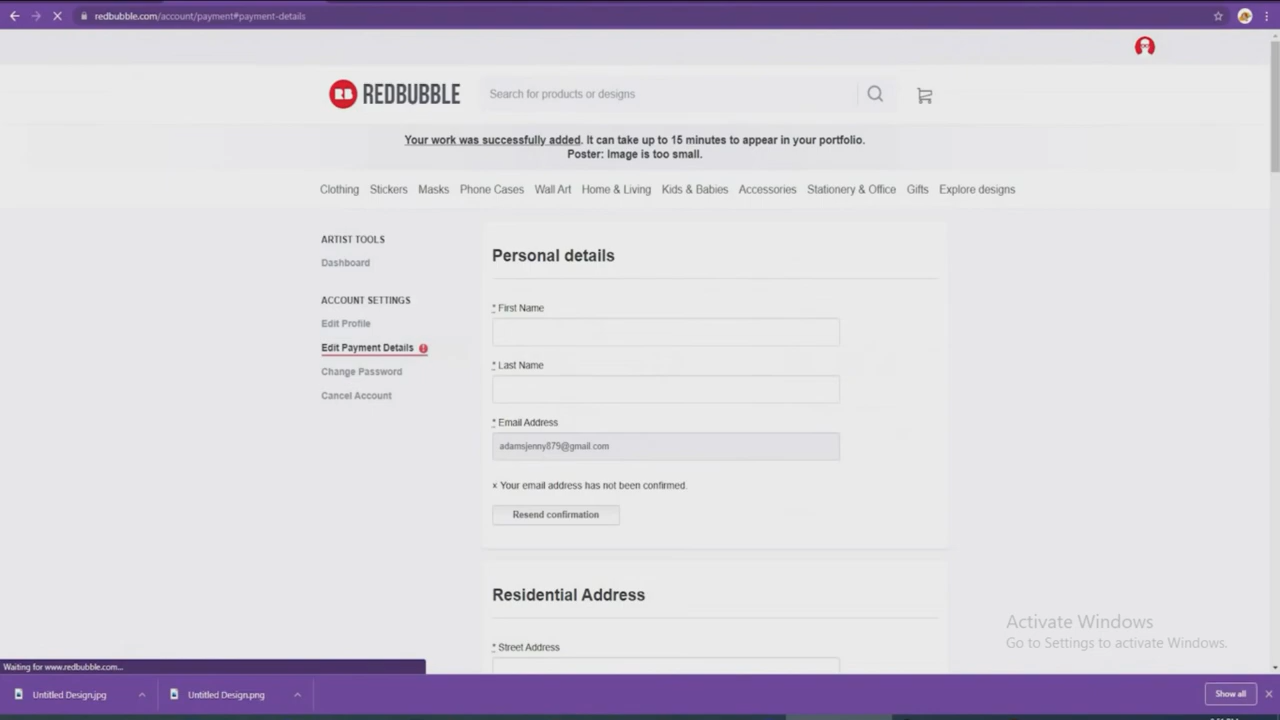 redbubble.com/account/payment#payment-details
RB REDBUBBLE
Search for products or designs
Your work was successfully added. It can take up to 15 minutes to appear in your portfolio.
Poster: Image is too small.
Clothing Stickers Masks Phone Cases Wall Art Home & Living Kids & Babies Accessories Stationery & Office Gifts Explore designs
ARTIST TOOLS
Dashboard
ACCOUNT SETTINGS
Edit Profile
Edit Payment Details
Change Password
Cancel Account
Personal details
* First Name
* Last Name
* Email Address
adamsjenny879@gmail.com
x Your email address has not been confirmed.
Resend confirmation
Residential Address
* Street Address
Activate Windows
Go to Settings to activate Windows.
Waiting for www.redbubble.com...
Untitled Design.jpg
Untitled Design.png
Show all